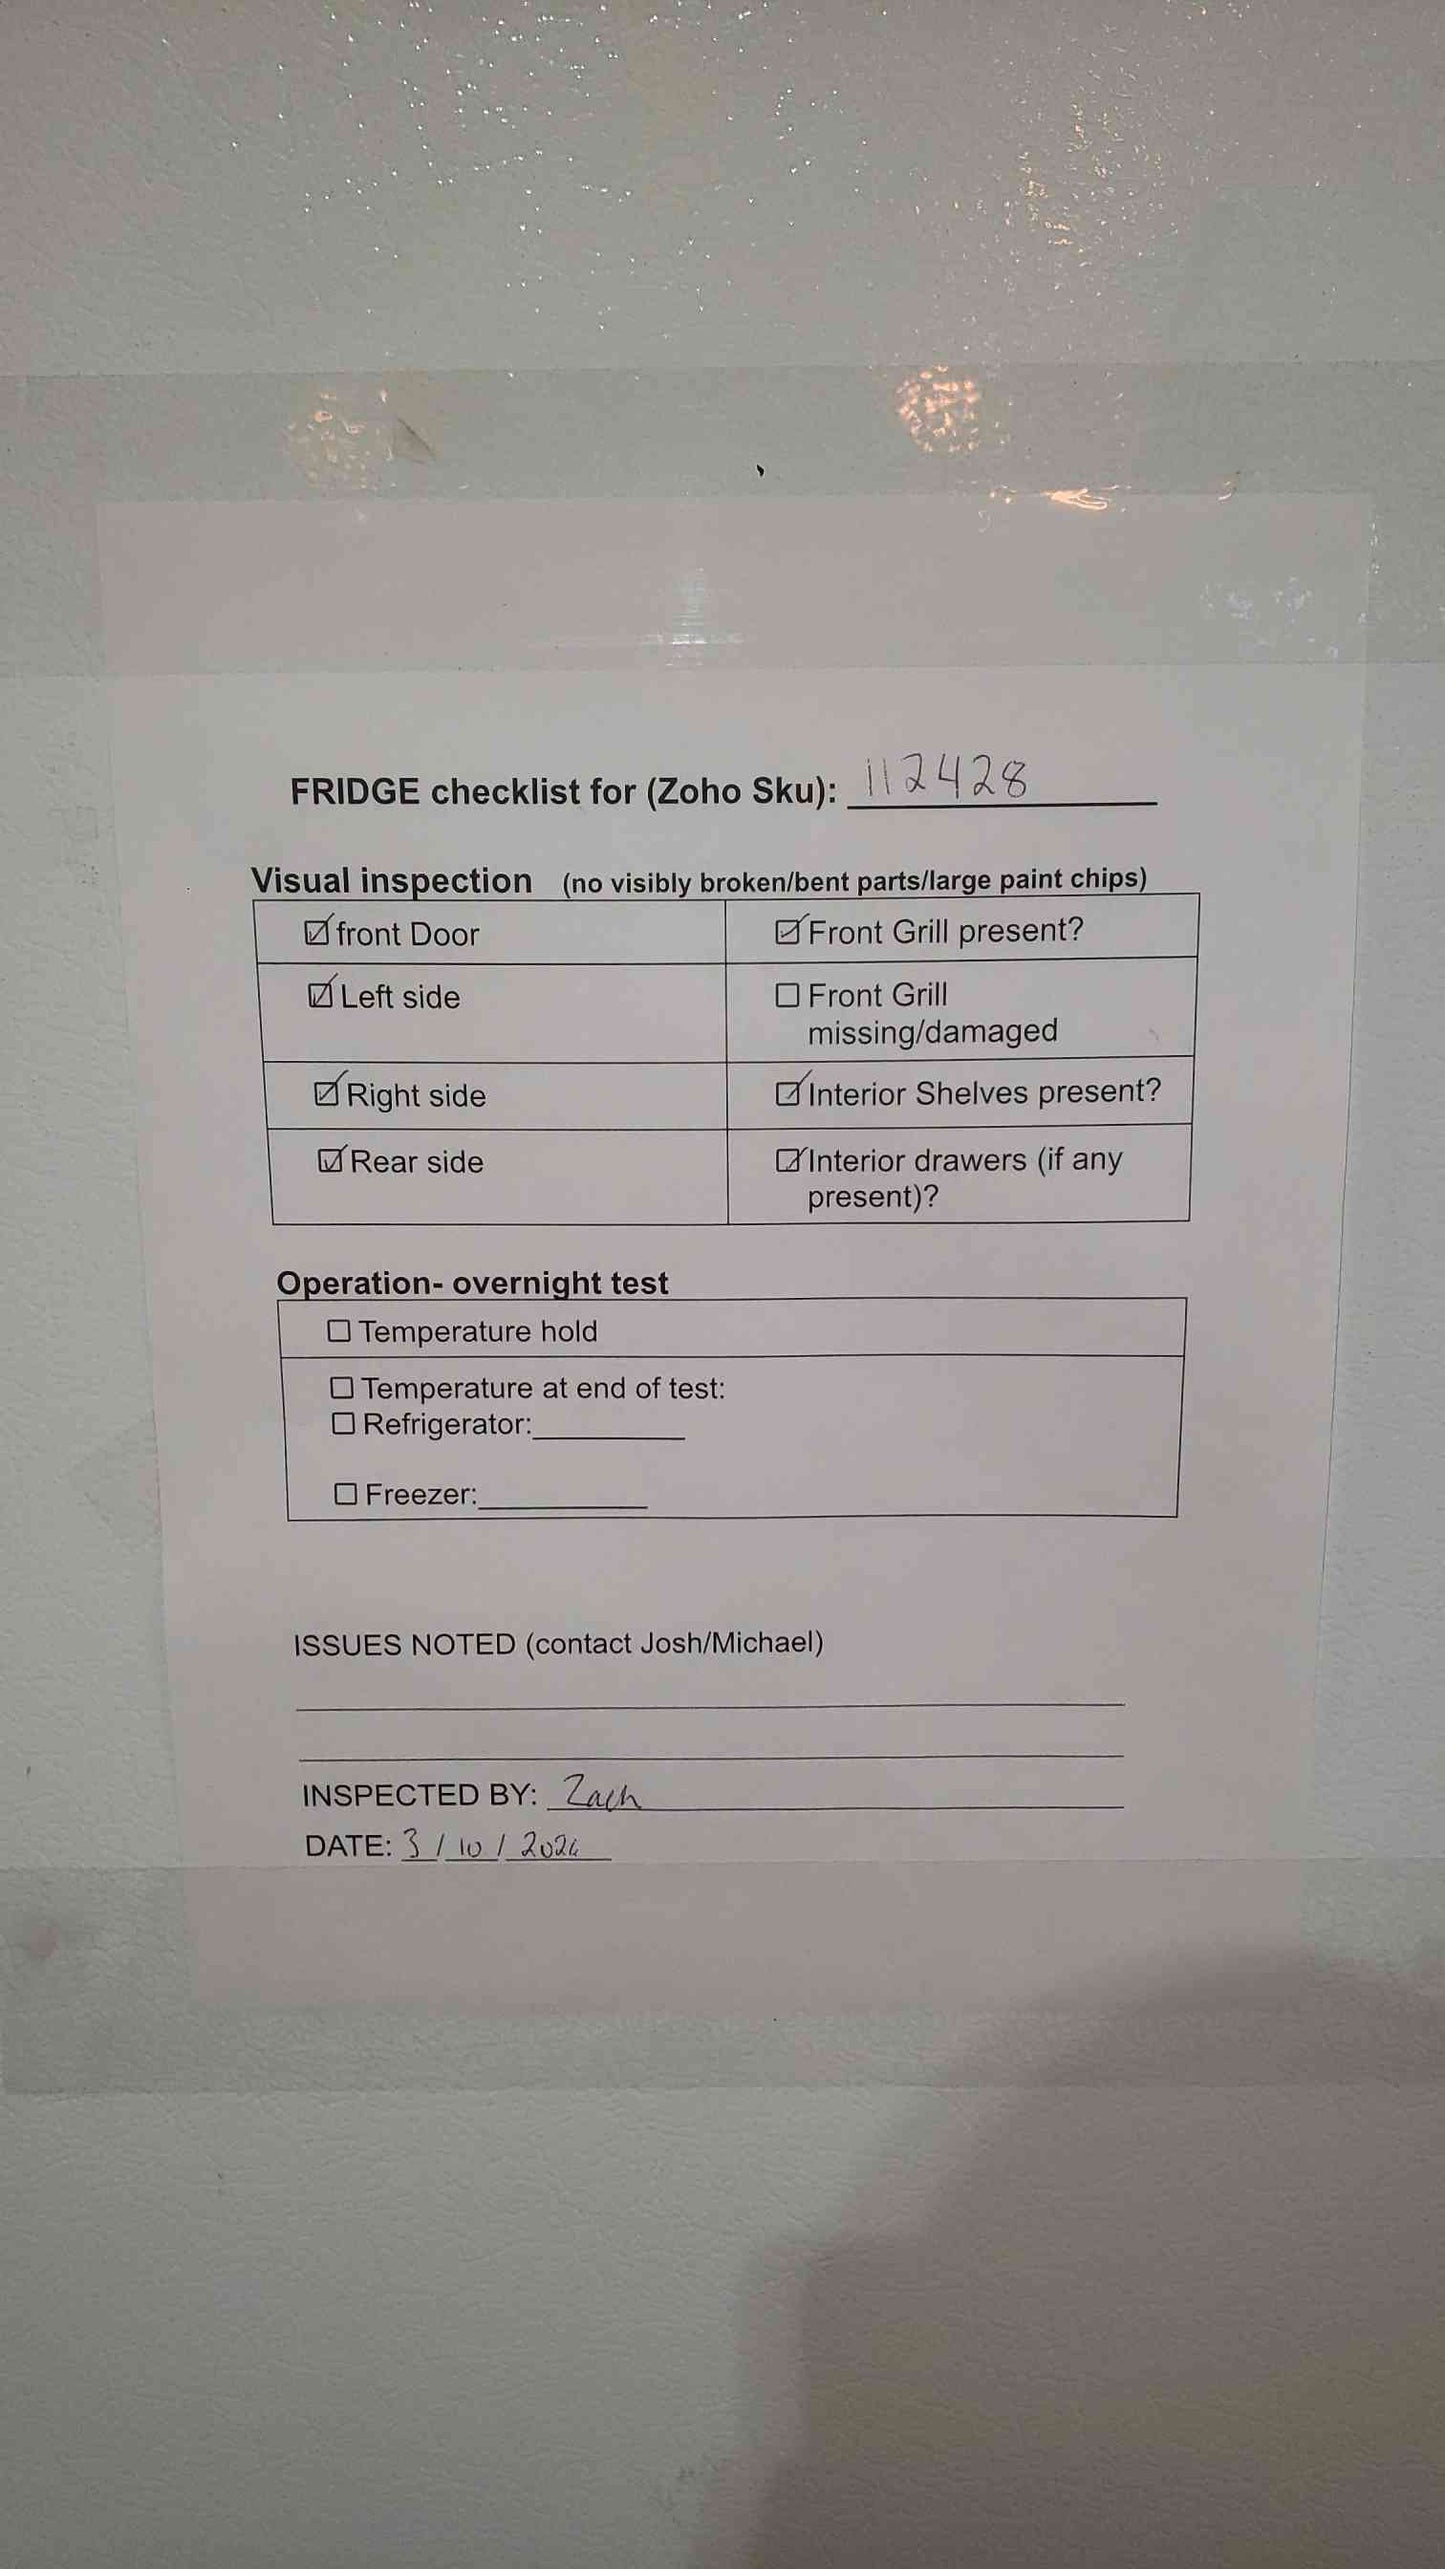 FRIDGE checklist for (Zoho Sku): 112428
Visual inspection (no visibly broken/bent parts/large paint chips)
☑ front Door ☑ Front Grill present?
☑ Left side ☐ Front Grill
missing/damaged
☑ Right side ☑ Interior Shelves present?
☑ Rear side ☑ Interior drawers (if any
present)?
Operation- overnight test
☐ Temperature hold
☐ Temperature at end of test:
☐ Refrigerator:
☐ Freezer:
ISSUES NOTED (contact Josh/Michael)
INSPECTED BY: Zach
DATE: 3/10/2026